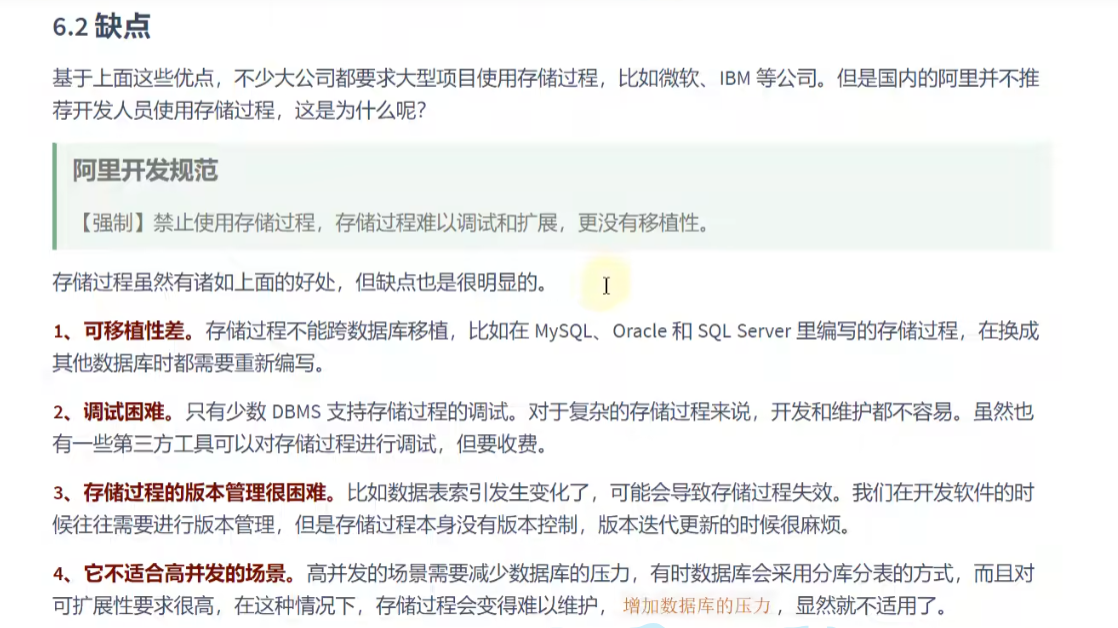 6.2 缺点
基于上面这些优点，不少大公司都要求大型项目使用存储过程，比如微软、IBM 等公司。但是国内的阿里并不推
荐开发人员使用存储过程，这是为什么呢？
阿里开发规范
【强制】禁止使用存储过程，存储过程难以调试和扩展，更没有移植性。
存储过程虽然有诸如上面的好处，但缺点也是很明显的。
1、可移植性差。存储过程不能跨数据库移植，比如在 MySQL、Oracle 和 SQL Server 里编写的存储过程，在换成
其他数据库时都需要重新编写。
2、调试困难。只有少数 DBMS 支持存储过程的调试。对于复杂的存储过程来说，开发和维护都不容易。虽然也
有一些第三方工具可以对存储过程进行调试，但要收费。
3、存储过程的版本管理很困难。比如数据表索引发生变化了，可能会导致存储过程失效。我们在开发软件的时
候往往需要进行版本管理，但是存储过程本身没有版本控制，版本迭代更新的时候很麻烦。
4、它不适合高并发的场景。高并发的场景需要减少数据库的压力，有时数据库会采用分库分表的方式，而且对
可扩展性要求很高，在这种情况下，存储过程会变得难以维护，增加数据库的压力，显然就不适用了。